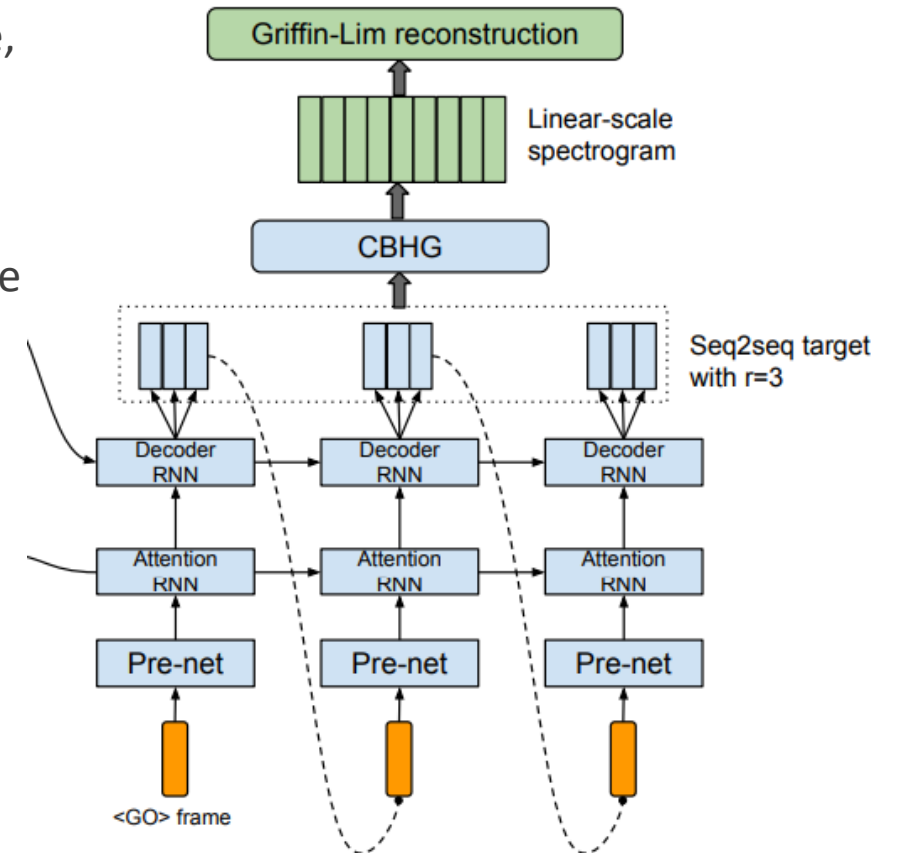 e,
Griffin-Lim reconstruction
Linear-scale
spectrogram
CBHG
e
Seq2seq target
with r=3
Decoder
RNN
Decoder
RNN
Decoder
RNN
Attention
RNN
Attention
RNN
Attention
RNN
Pre-net
Pre-net
Pre-net
<GO> frame